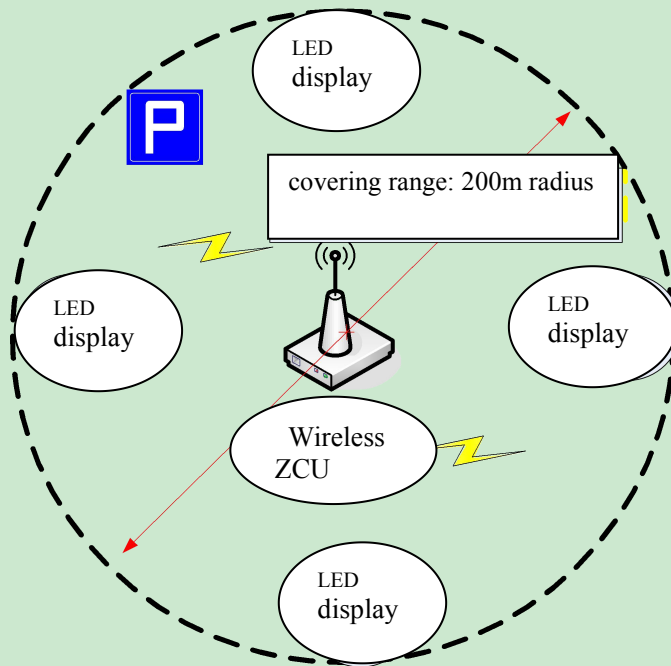 LED
display
P
covering range: 200m radius
LED
display
LED
display
Wireless
ZCU
LED
display